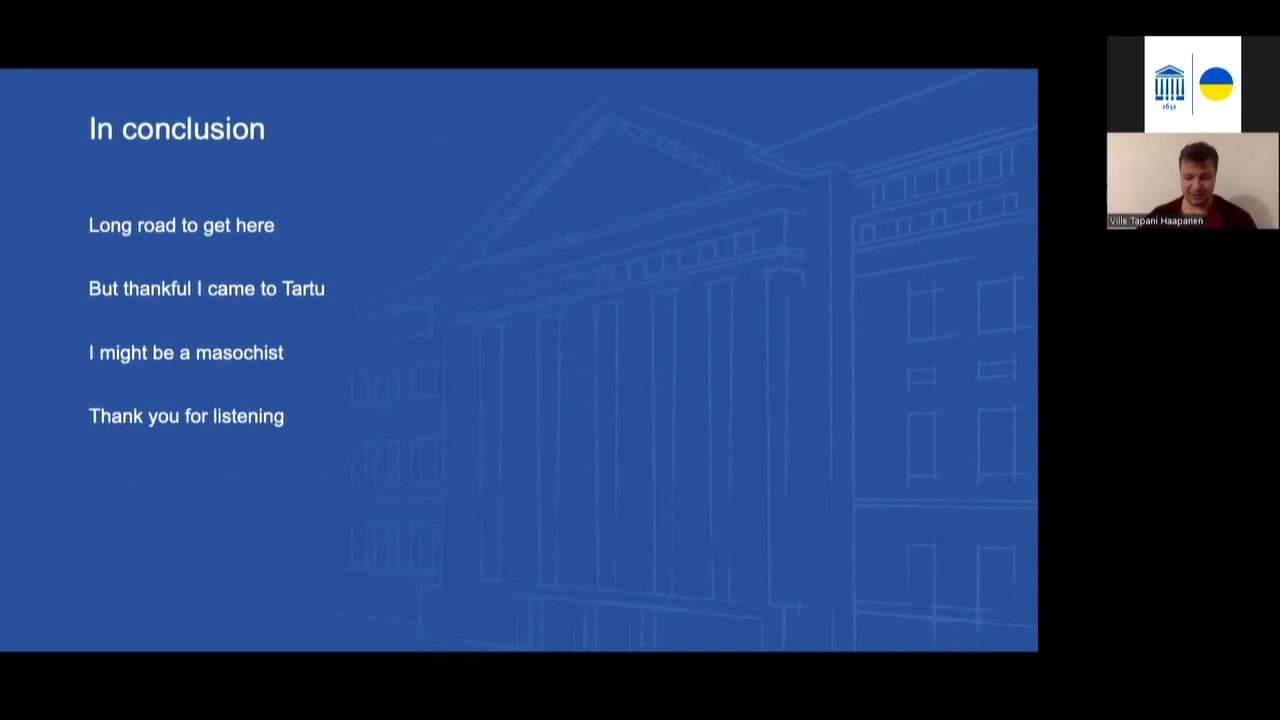 In conclusion
Long road to get here
But thankful I came to Tartu
I might be a masochist
Thank you for listening
1632
Ville Tapani Haapanen